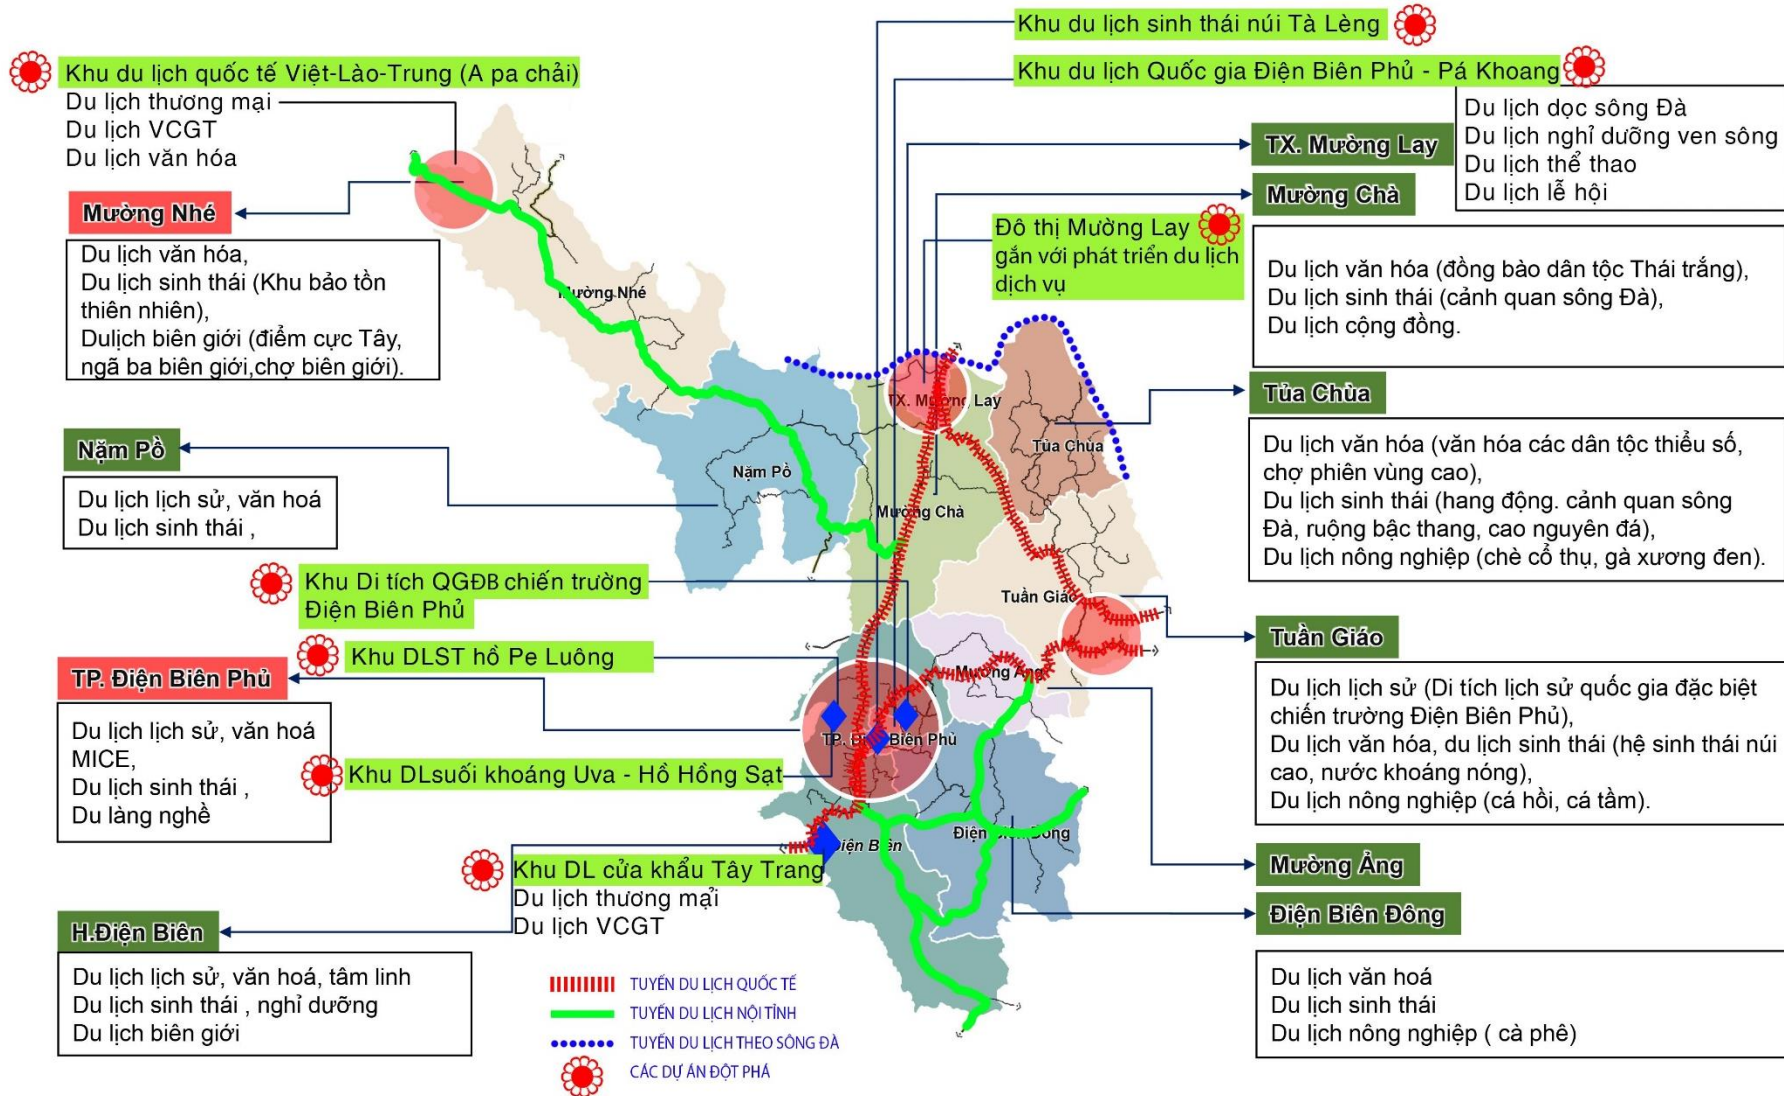 Khu du lịch sinh thái núi Tà Lèng
Khu du lịch Quốc gia Điện Biên Phủ - Pá Khoang
Khu du lịch quốc tế Việt-Lào-Trung (A pa chải)
Du lịch thương mại
Du lịch VCGT
Du lịch văn hóa
Mường Nhé
Du lịch văn hóa,
Du lịch sinh thái (Khu bảo tồn
thiên nhiên),
Dulịch biên giới (điểm cực Tây,
ngã ba biên giới,chợ biên giới).
TX. Mường Lay
Du lịch dọc sông Đà
Du lịch nghỉ dưỡng ven sông
Du lịch thể thao
Du lịch lễ hội
Mường Chà
Du lịch văn hóa (đồng bào dân tộc Thái trắng),
Du lịch sinh thái (cảnh quan sông Đà),
Du lịch cộng đồng.
Đô thị Mường Lay
gắn với phát triển du lịch
dịch vụ
Mường Nhé
TX. Mường Lay
Tủa Chùa
Nặm Pồ
Mường Chà
Tuần Giáo
Mường Ảng
TP. Điện Biên Phủ
Điện Biên Đông
Điện Biên
Tủa Chùa
Du lịch văn hóa (văn hóa các dân tộc thiểu số,
chợ phiên vùng cao),
Du lịch sinh thái (hang động. cảnh quan sông
Đà, ruộng bậc thang, cao nguyên đá),
Du lịch nông nghiệp (chè cổ thụ, gà xương đen).
Nặm Pồ
Du lịch lịch sử, văn hoá
Du lịch sinh thái ,
Khu Di tích QGĐB chiến trường
Điện Biên Phủ
Khu DLST hồ Pe Luông
TP. Điện Biên Phủ
Du lịch lịch sử, văn hoá
MICE,
Du lịch sinh thái ,
Du làng nghề
Khu DLsuối khoáng Uva - Hồ Hồng Sạt
Tuần Giáo
Du lịch lịch sử (Di tích lịch sử quốc gia đặc biệt
chiến trường Điện Biên Phủ),
Du lịch văn hóa, du lịch sinh thái (hệ sinh thái núi
cao, nước khoáng nóng),
Du lịch nông nghiệp (cá hồi, cá tầm).
Mường Ảng
Điện Biên Đông
Du lịch văn hoá
Du lịch sinh thái
Du lịch nông nghiệp ( cà phê)
Khu DL cửa khẩu Tây Trang
Du lịch thương mại
Du lịch VCGT
H.Điện Biên
Du lịch lịch sử, văn hoá, tâm linh
Du lịch sinh thái , nghỉ dưỡng
Du lịch biên giới
TUYẾN DU LỊCH QUỐC TẾ
TUYẾN DU LỊCH NỘI TỈNH
TUYẾN DU LỊCH THEO SÔNG ĐÀ
CÁC DỰ ÁN ĐỘT PHÁ